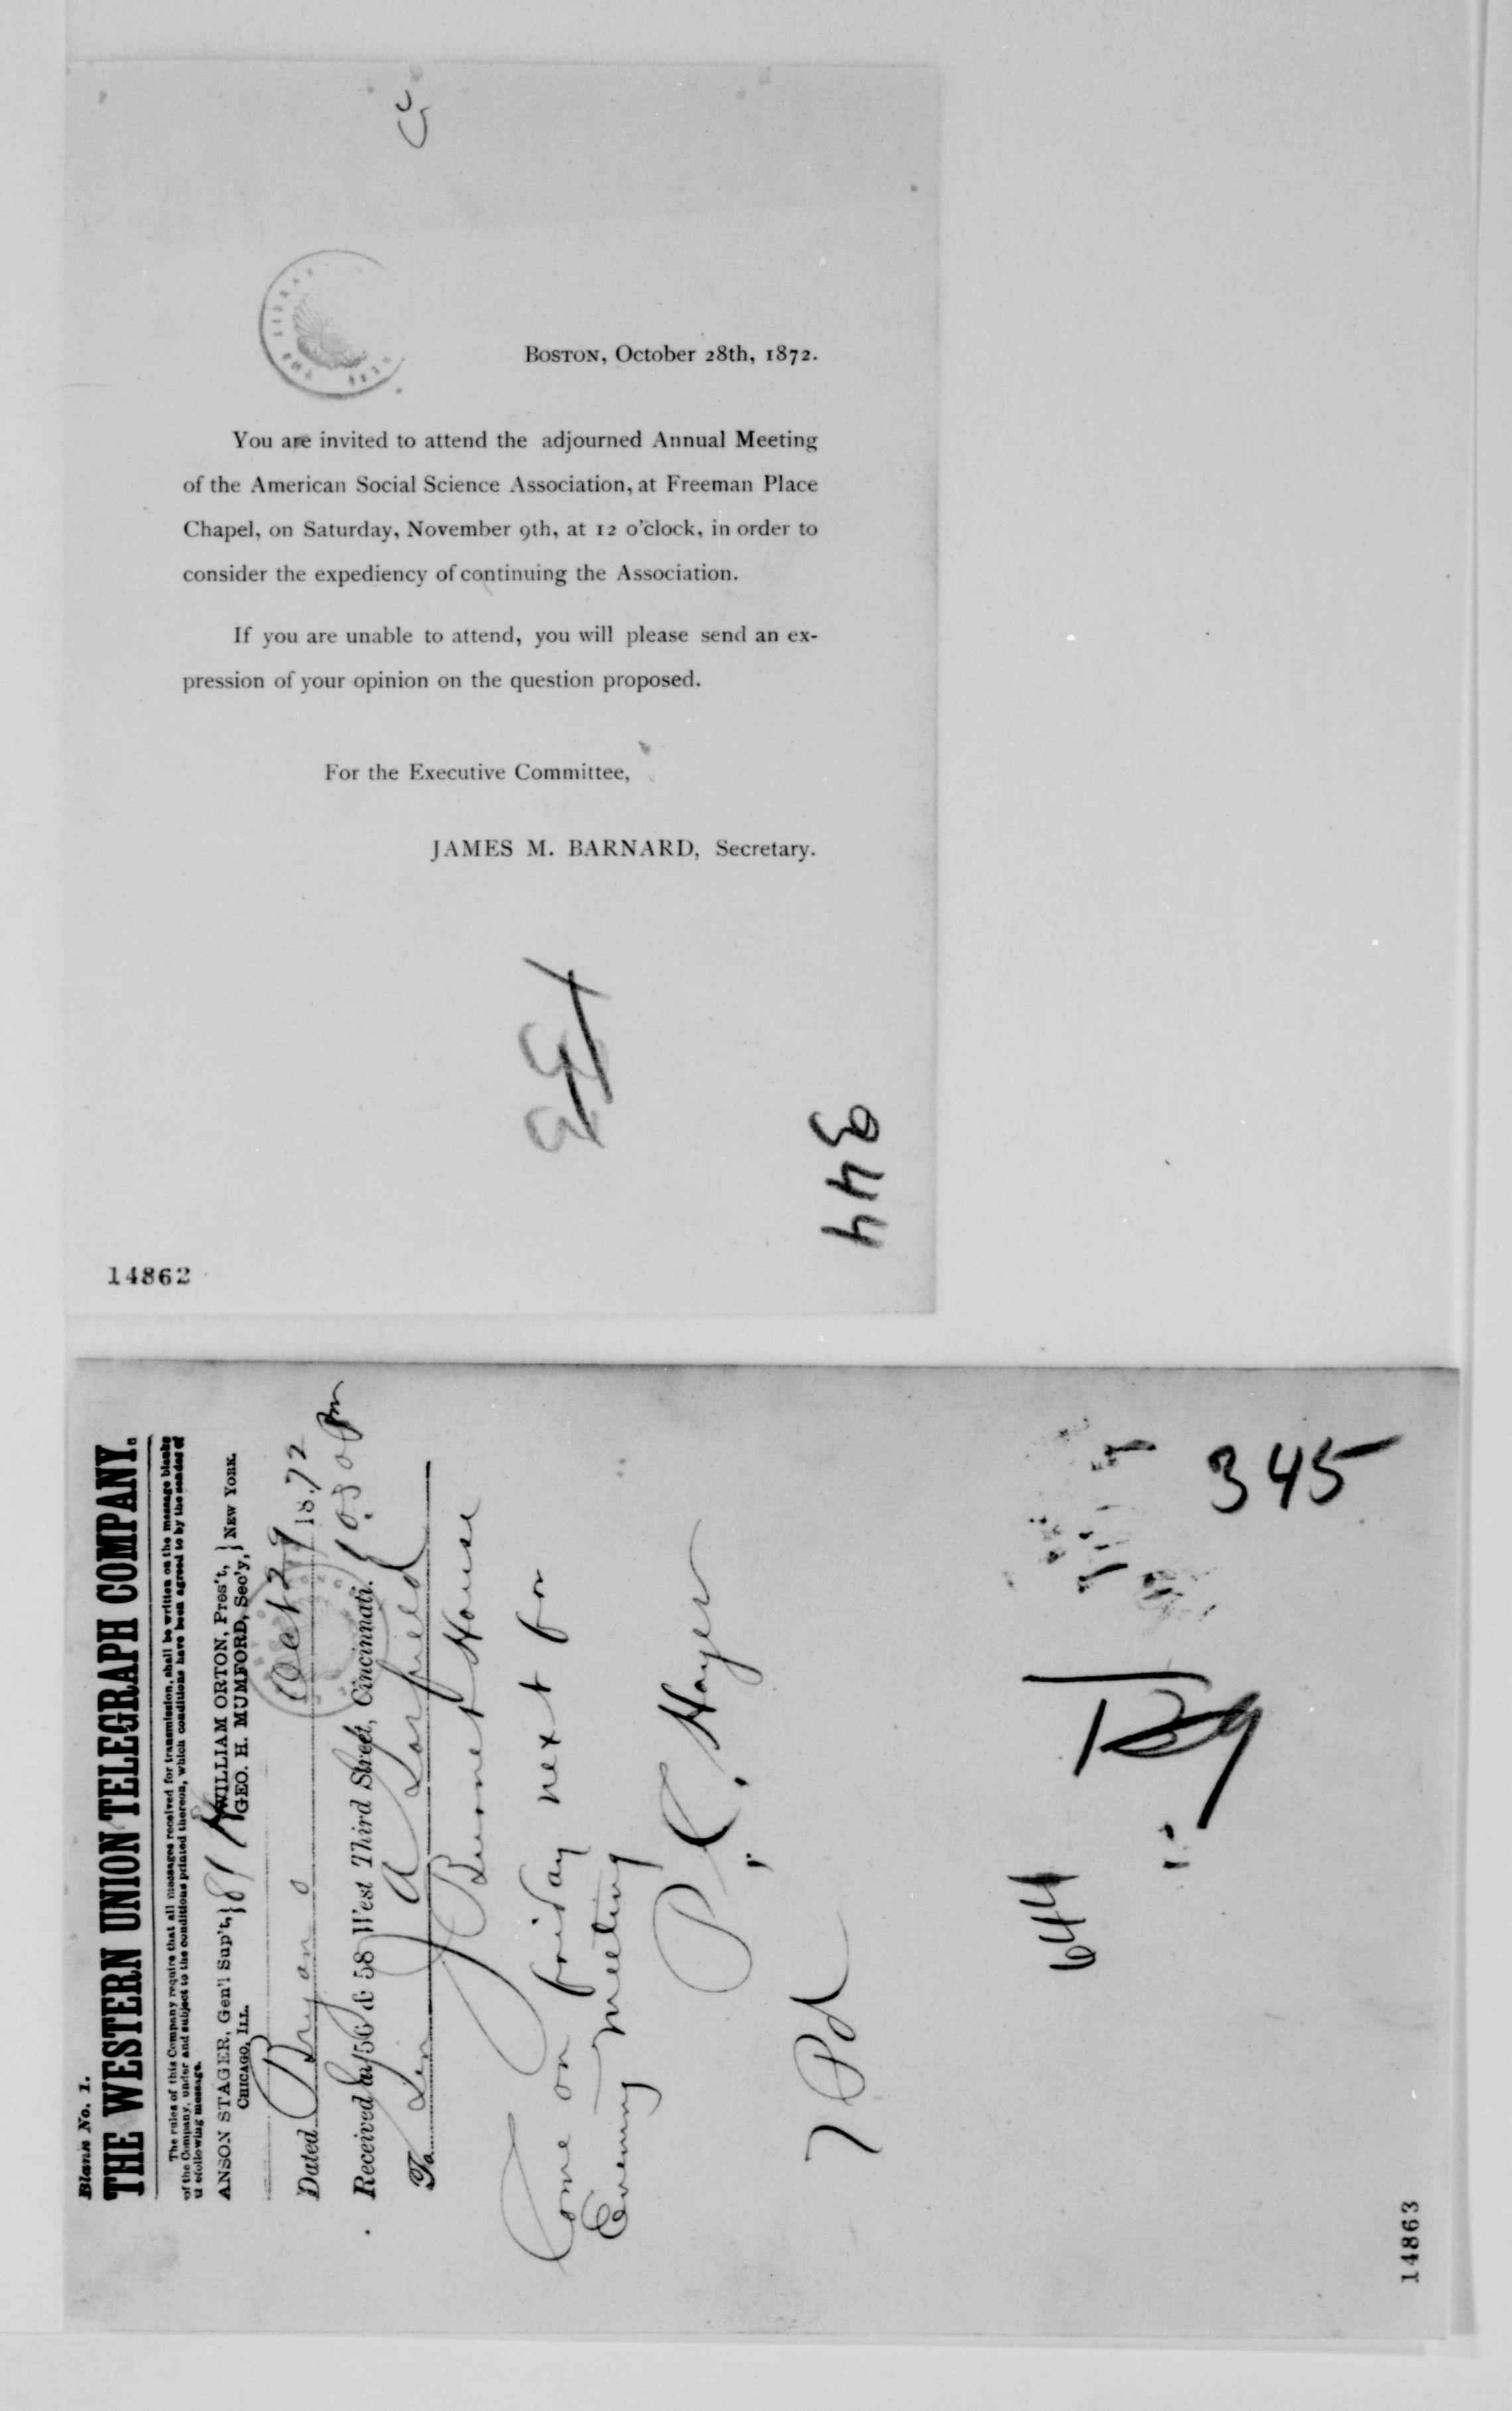 BOSTON, October 28th, 1872.
You are invited to attend the adjourned Annual Meeting
of the American Social Science Association, at Freeman Place
Chapel, on Saturday, November 9th, at 12 o'clock, in order to
consider the expediency of continuing the Association.
If you are unable to attend, you will please send an ex-
pression of your opinion on the question proposed.
For the Executive Committee,
JAMES M. BARNARD, Secretary.
344
14862
Blank No. 1.
THE WESTERN UNION TELEGRAPH COMPANY.
The rules of this Company require that all messages received for transmission, shall be written on the message blanks
of the Company, under and subject to the conditions printed thereon, which conditions have been agreed to by the sender of
following message.
ANSON STAGER, Gen'l Sup't, } 81 WILLIAM ORTON, Pres't, } NEW YORK.
CHICAGO, ILL. GEO. H. MUMFORD, Sec'y,
Dated Bryan O Oct 29 1872
Received at 56 & 58 West Third Street, Cincinnati. }
To Gen J A Garfield
Burnet House
Come on friday next for
Evening Meeting
P. C. Hayes
7 Pd
345
644
14863